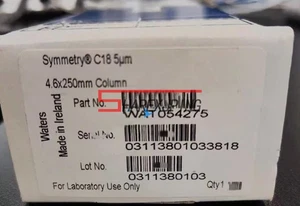 Symmetry® C18 5µm
4.6x250mm Column
Part No.
WAT054275
Serial No.
03113801033818
Lot No.
0311380103
For Laboratory Use Only
Qty 1
Waters
Made in Ireland